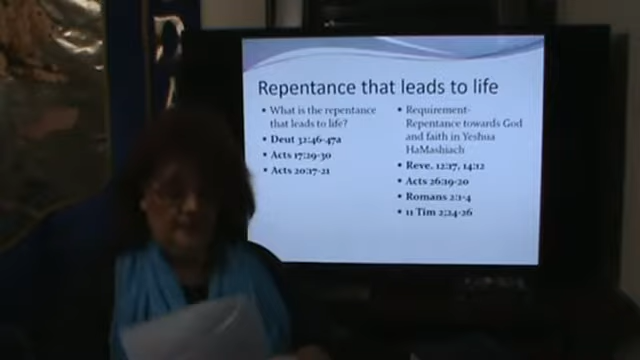 Repentance that leads to life
• What is the repentance
that leads to life?
• Deut 32:46-47a
• Acts 17:29-30
• Acts 20:17-21
• Requirement-
Repentance towards God
and faith in Yeshua
HaMashiach
• Reve. 12:17, 14:12
• Acts 26:19-20
• Romans 2:1-4
• 11 Tim 2:24-26